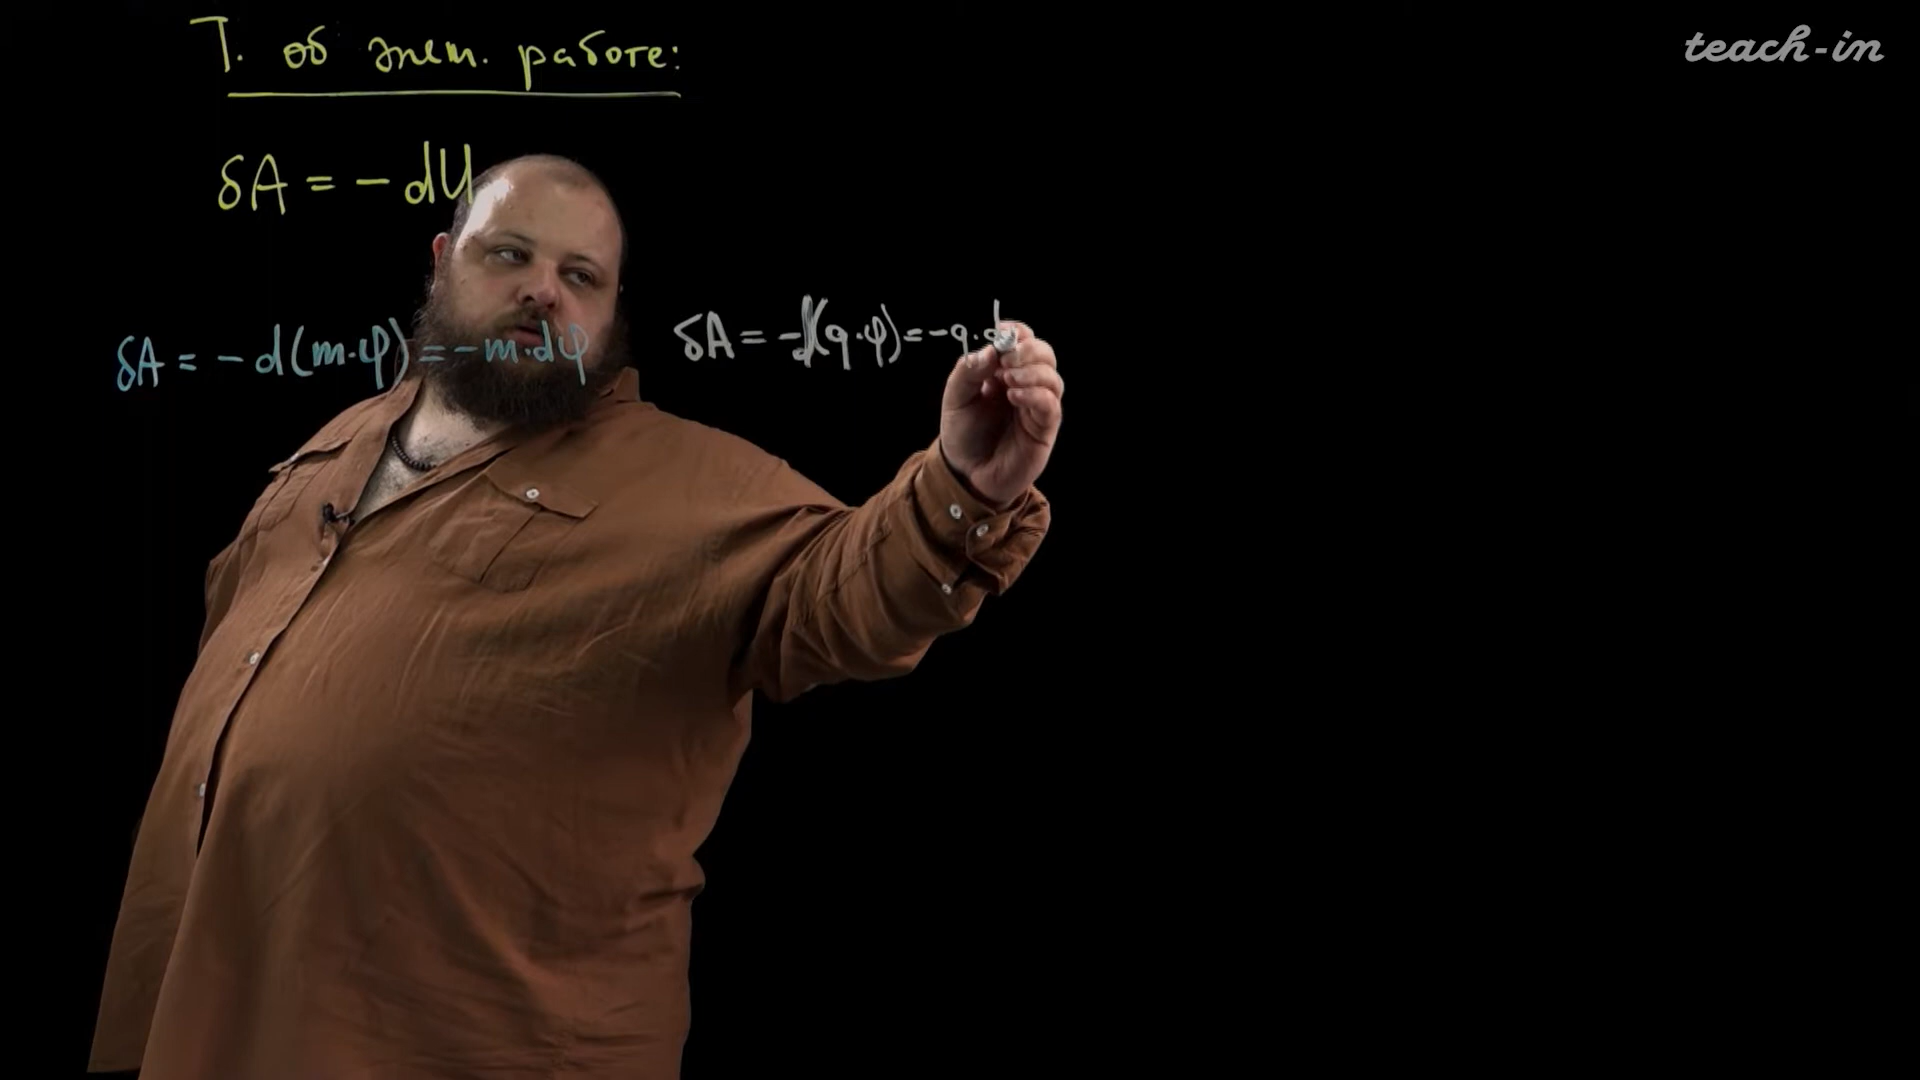 Т. об элем. работе:
teach-in
δA = - dU
δA = - d(m·φ) = - m·dφ
δA = -d(q·φ) = -q·d